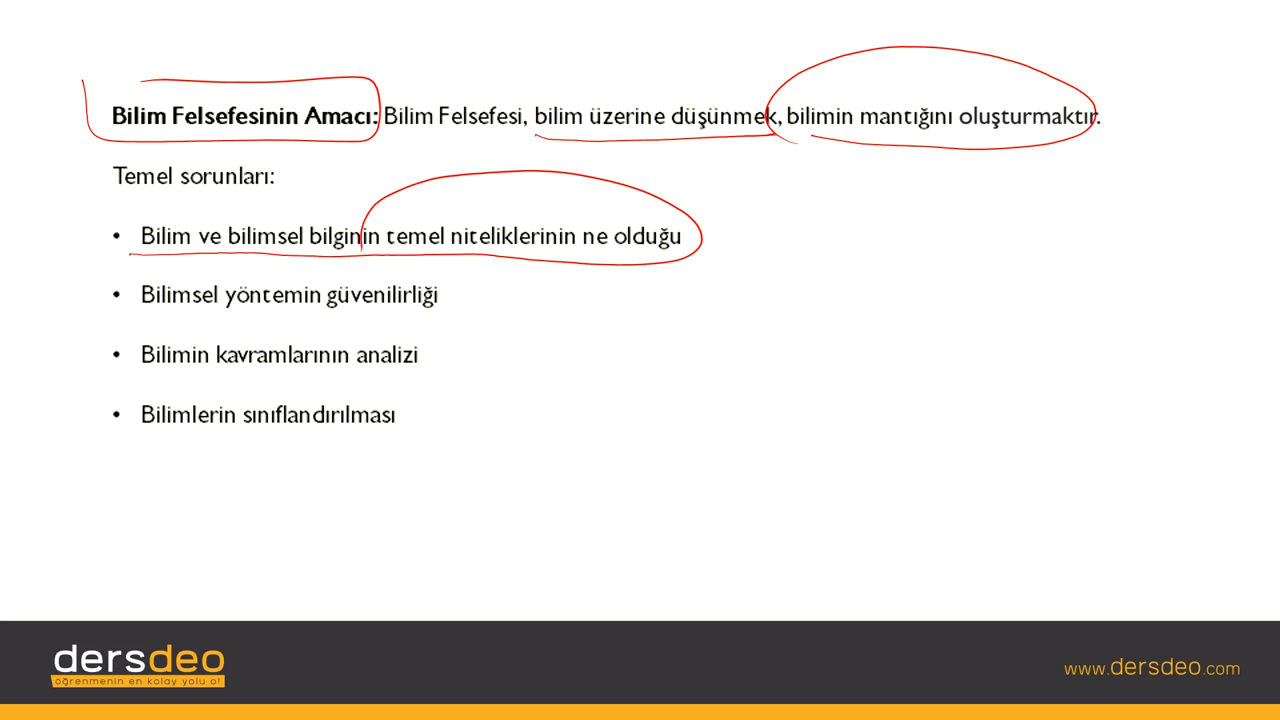 Bilim Felsefesinin Amacı: Bilim Felsefesi, bilim üzerine düşünmek, bilimin mantığını oluşturmaktır.
Temel sorunları:
• Bilim ve bilimsel bilginin temel niteliklerinin ne olduğu
• Bilimsel yöntemin güvenilirliği
• Bilimin kavramlarının analizi
• Bilimlerin sınıflandırılması
dersdeo
öğrenmenin en kolay yolu o!
www.dersdeo.com